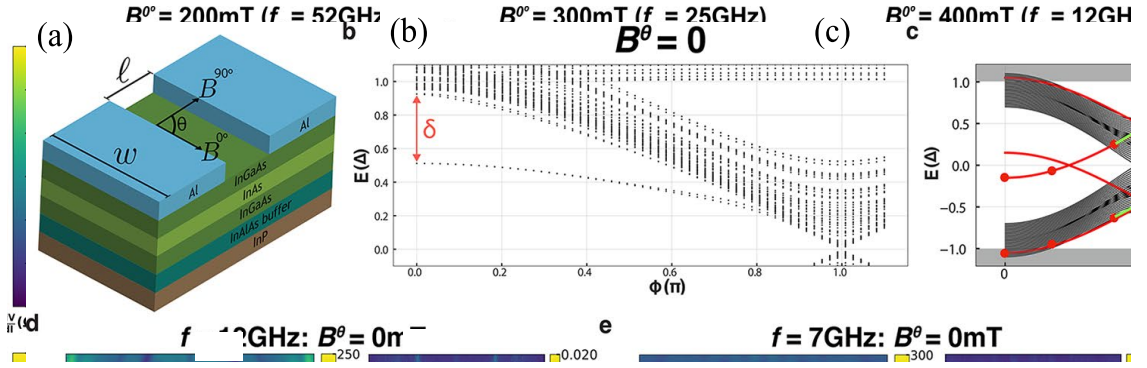 B⁰° = 200mT (f = 52GHz
B⁰° = 300mT (f = 25GHz)
B⁰° = 400mT (f = 12GH
(a)
b
(b)
Bᶿ = 0
(c)
c
ℓ
B⁹⁰°
θ
B⁰°
w
Al
Al
InGaAs
InAs
InGaAs
InAlAs buffer
InP
E(Δ)
1.0
0.8
0.6
0.4
0.2
0.0
δ
0.0
0.2
0.4
0.6
0.8
1.0
ϕ(π)
E(Δ)
1.0
0.5
0.0
−0.5
−1.0
0
d
e
f
12GHz: Bᶿ = 0m
f = 7GHz: Bᶿ = 0mT
250
0.020
300